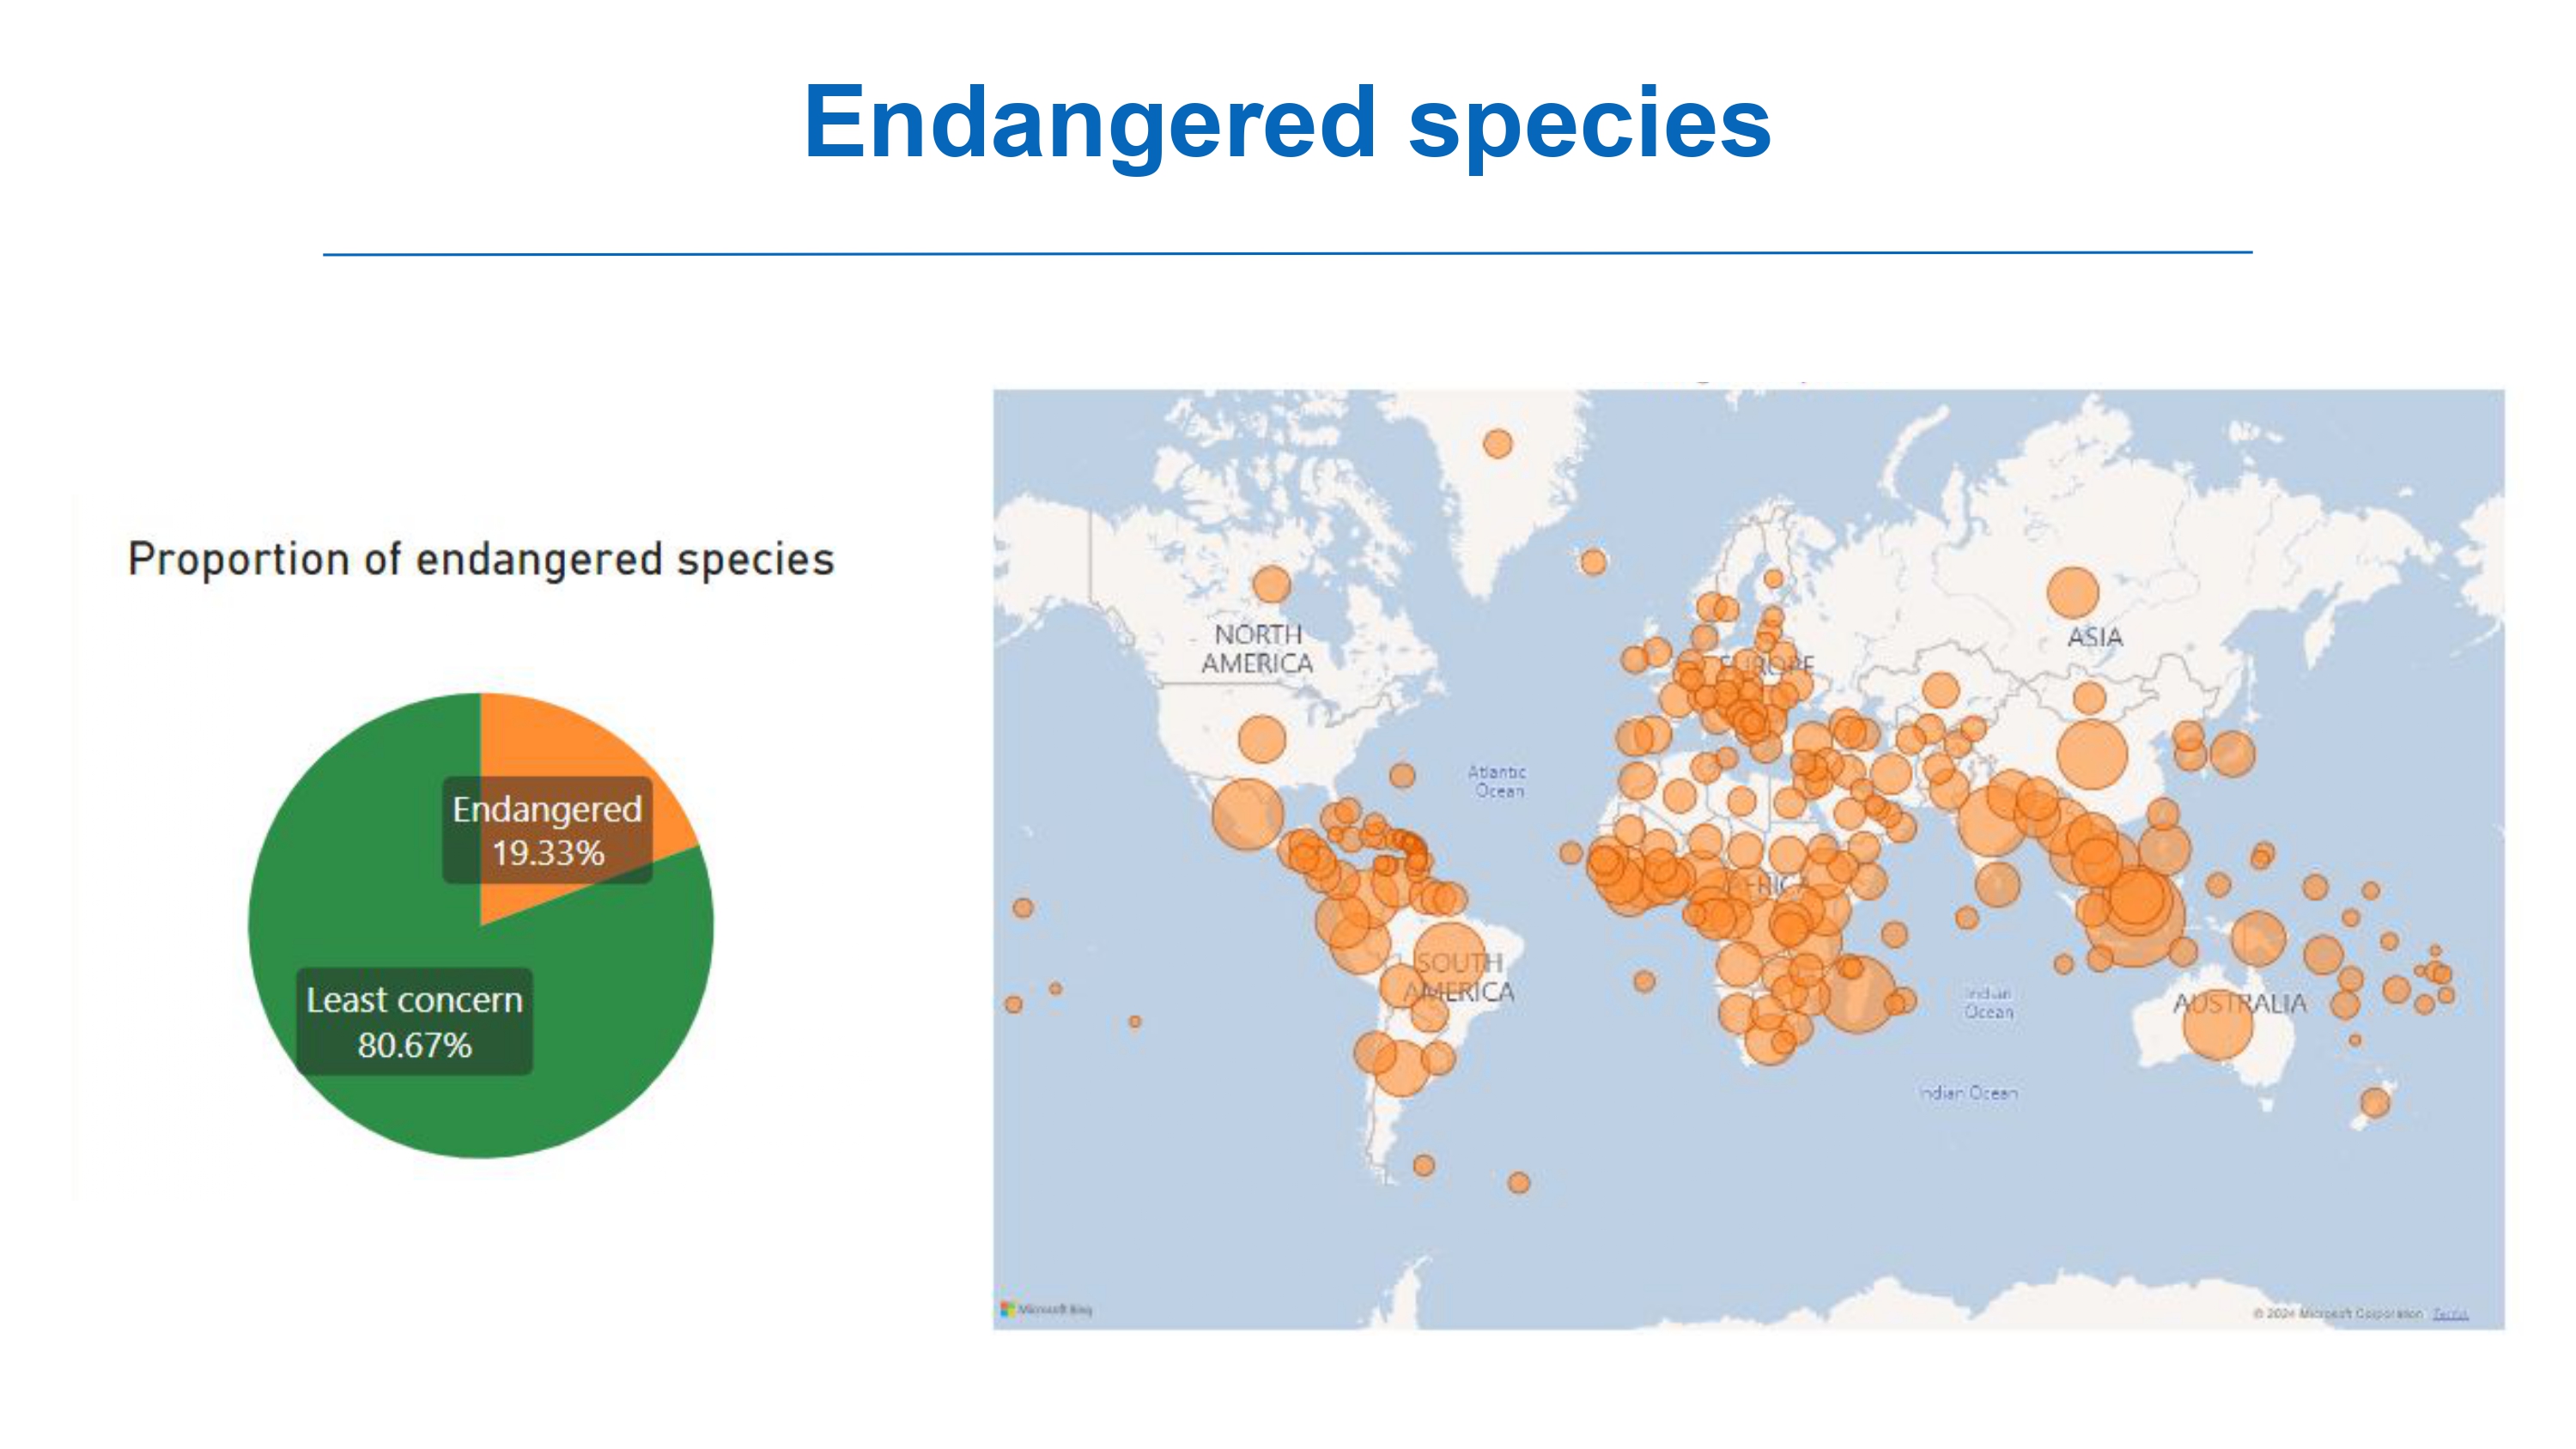 Endangered species
Proportion of endangered species
Endangered
19.33%
Least concern
80.67%
NORTH
AMERICA
EUROPE
ASIA
Atlantic
Ocean
AFRICA
SOUTH
AMERICA
Indian
Ocean
AUSTRALIA
Indian Ocean
Microsoft Bing
© 2024 Microsoft Corporation Terms